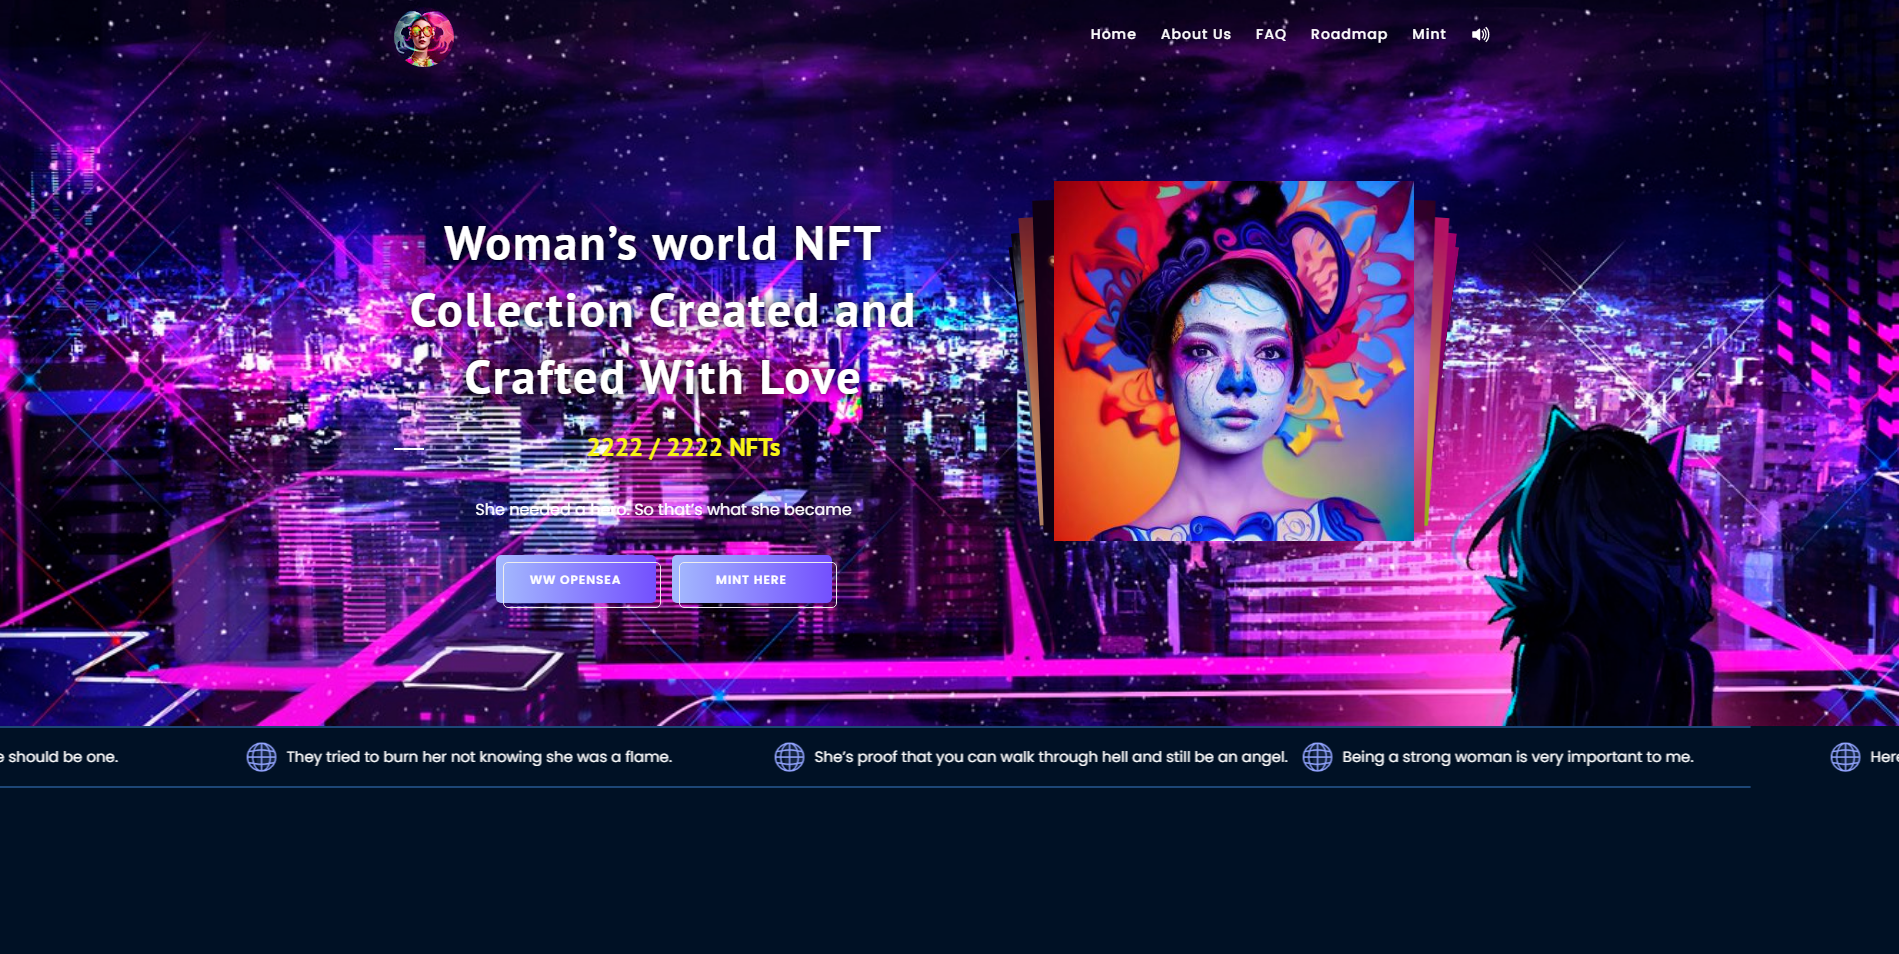 Home About Us FAQ Roadmap Mint
Woman's world NFT
Collection Created and
Crafted With Love
2222 / 2222 NFTs
She needed a hero. So that's what she became
WW OPENSEA MINT HERE
should be one. They tried to burn her not knowing she was a flame. She's proof that you can walk through hell and still be an angel. Being a strong woman is very important to me.